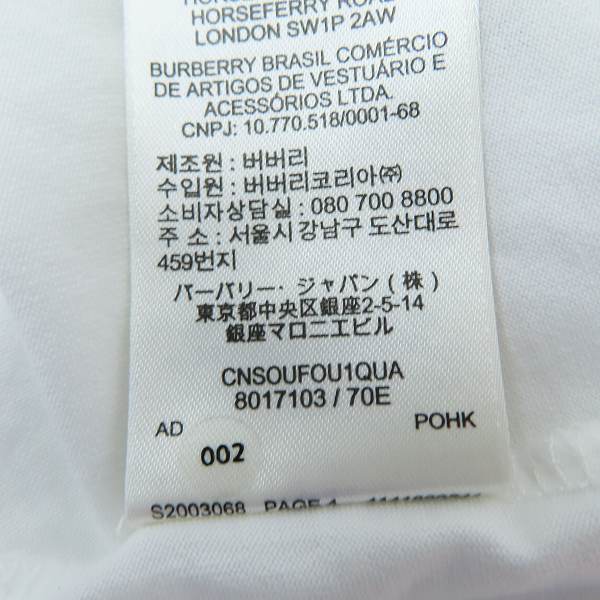 HORSEFERRY ROAD
LONDON SW1P 2AW
BURBERRY BRASIL COMÉRCIO
DE ARTIGOS DE VESTUÁRIO E
ACESSÓRIOS LTDA.
CNPJ: 10.770.518/0001-68
제조원 : 버버리
수입원 : 버버리코리아㈜
소비자상담실 : 080 700 8800
주 소 : 서울시 강남구 도산대로
459번지
バーバリー・ジャパン(株)
東京都中央区銀座2-5-14
銀座マロニエビル
CNSOUFOU1QUA
8017103 / 70E
AD
POHK
002
S2003068 PAGE 1